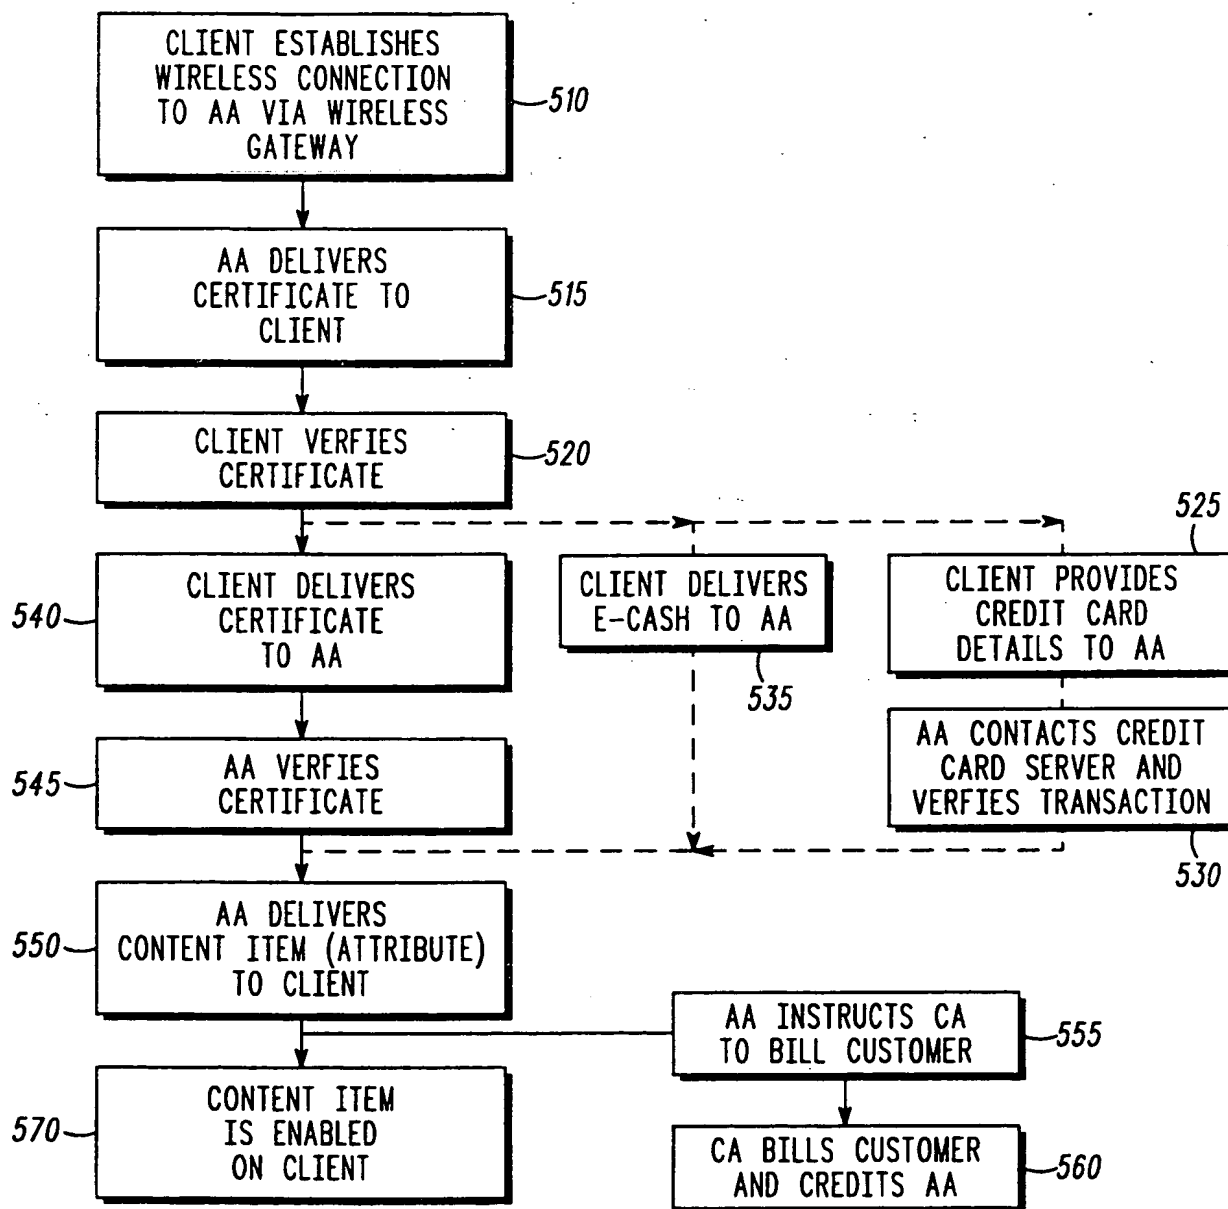 CLIENT ESTABLISHES
WIRELESS CONNECTION
TO AA VIA WIRELESS
GATEWAY
510
AA DELIVERS
CERTIFICATE TO
CLIENT
515
CLIENT VERFIES
CERTIFICATE
520
525
540
CLIENT DELIVERS
CERTIFICATE
TO AA
CLIENT DELIVERS
E-CASH TO AA
535
CLIENT PROVIDES
CREDIT CARD
DETAILS TO AA
545
AA VERFIES
CERTIFICATE
AA CONTACTS CREDIT
CARD SERVER AND
VERFIES TRANSACTION
530
550
AA DELIVERS
CONTENT ITEM (ATTRIBUTE)
TO CLIENT
AA INSTRUCTS CA
TO BILL CUSTOMER
555
570
CONTENT ITEM
IS ENABLED
ON CLIENT
CA BILLS CUSTOMER
AND CREDITS AA
560